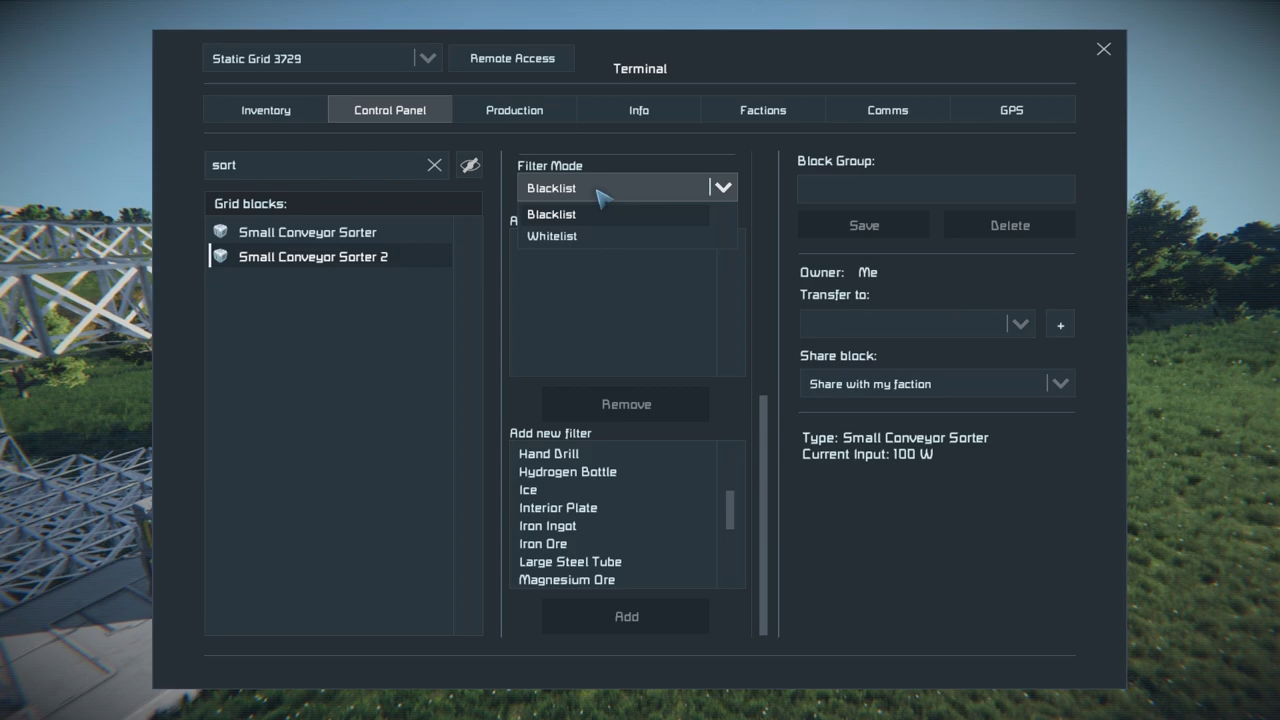 Static Grid 3729
Remote Access
Terminal
Inventory
Control Panel
Production
Info
Factions
Comms
GPS
sort
Grid blocks:
Small Conveyor Sorter
Small Conveyor Sorter 2
Filter Mode
Blacklist
Blacklist
Whitelist
Remove
Add new filter
Hand Drill
Hydrogen Bottle
Ice
Interior Plate
Iron Ingot
Iron Ore
Large Steel Tube
Magnesium Ore
Add
Block Group:
Save
Delete
Owner: Me
Transfer to:
+
Share block:
Share with my faction
Type: Small Conveyor Sorter
Current Input: 100 W